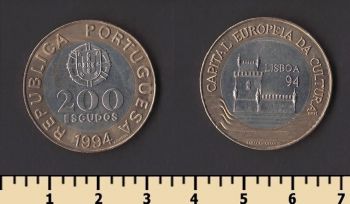 REPUBLICA PORTUGUESA
200
ESCUDOS
1994
CAPITAL EUROPEIA DA CULTURA
LISBOA
94
1 2 3 4 5 6 7